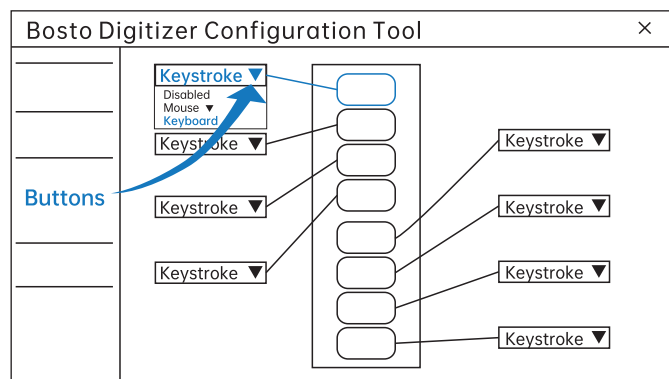 Bosto Digitizer Configuration Tool ×
Keystroke ▼
Disabled
Mouse ▼
Keyboard
Keystroke ▼
Keystroke ▼
Buttons
Keystroke ▼
Keystroke ▼
Keystroke ▼
Keystroke ▼
Keystroke ▼